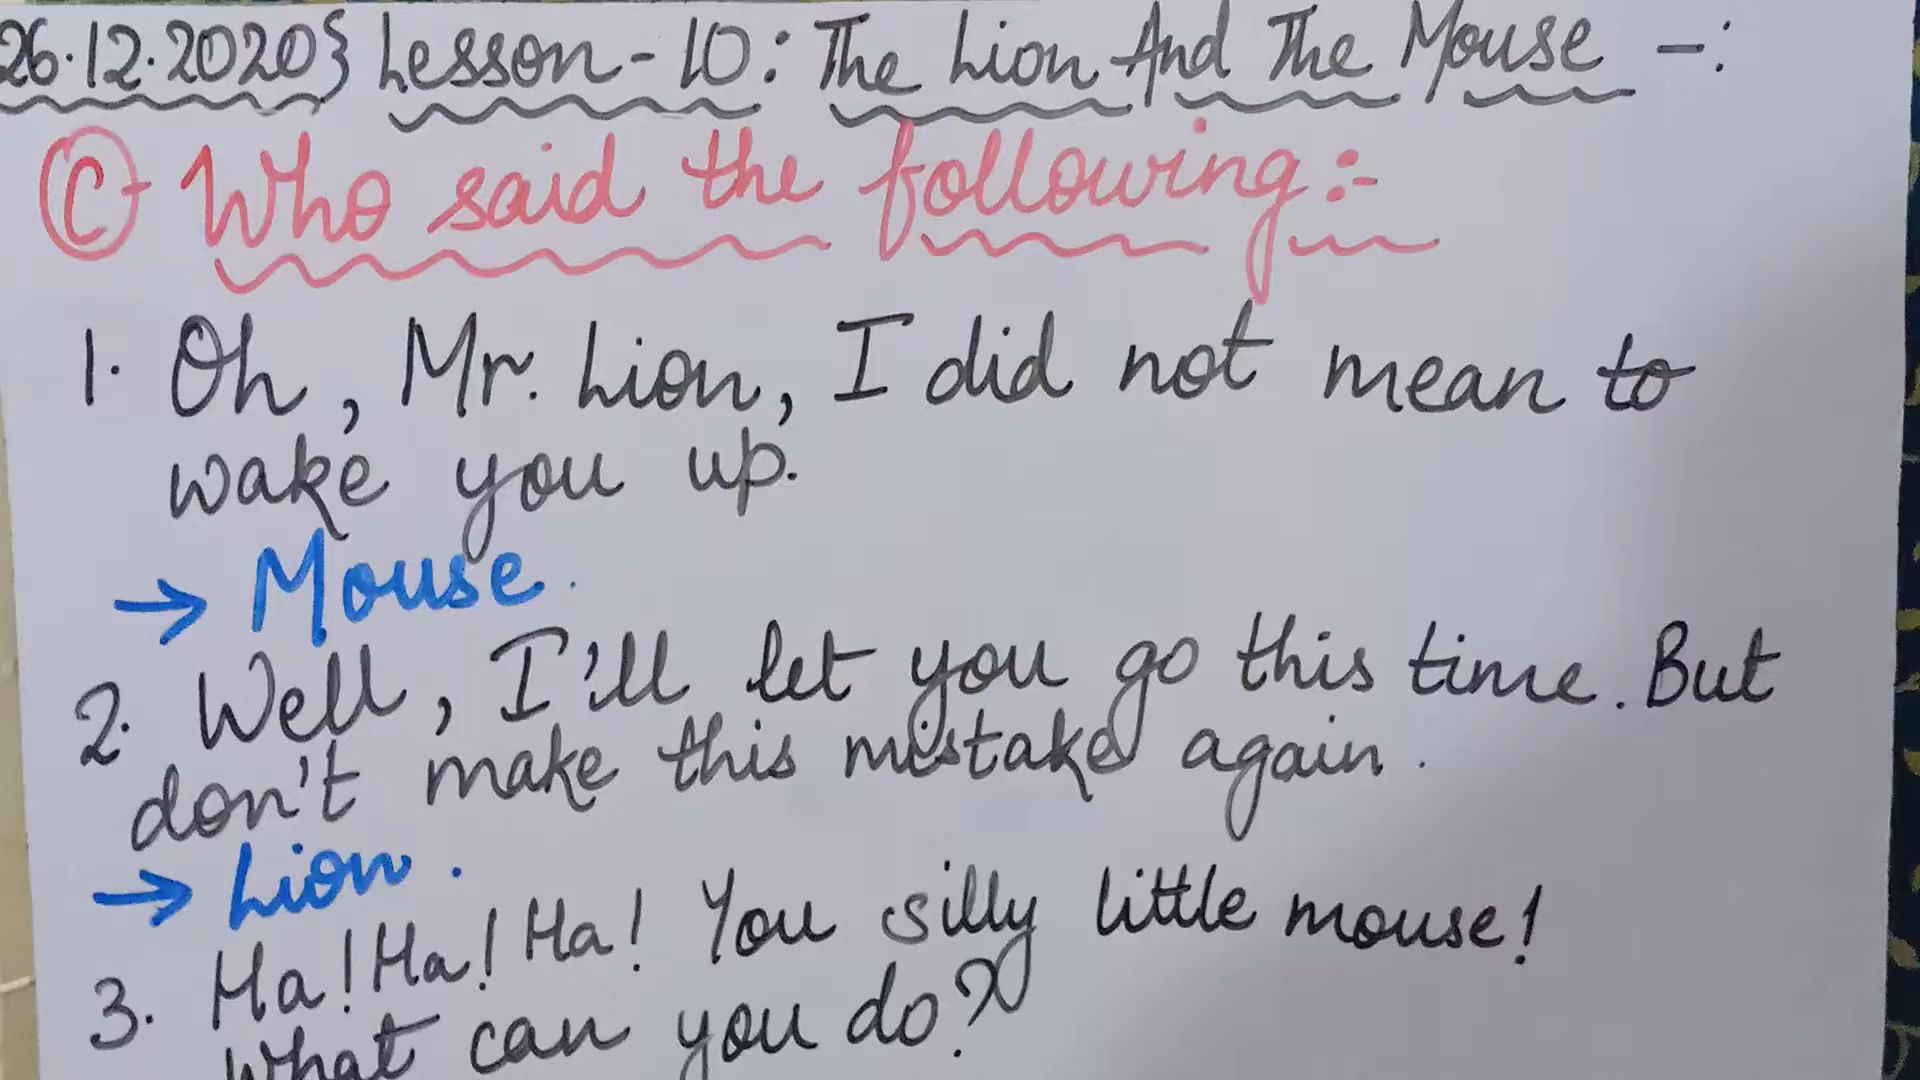 26.12.2020} Lesson-10: The Lion And The Mouse -:
C- Who said the following:-
1. Oh, Mr. Lion, I did not mean to
wake you up.
→ Mouse.
2. Well, I'll let you go this time. But
don't make this mistake again.
→ Lion.
3. Ha! Ha! Ha! You silly little mouse!
What can you do?